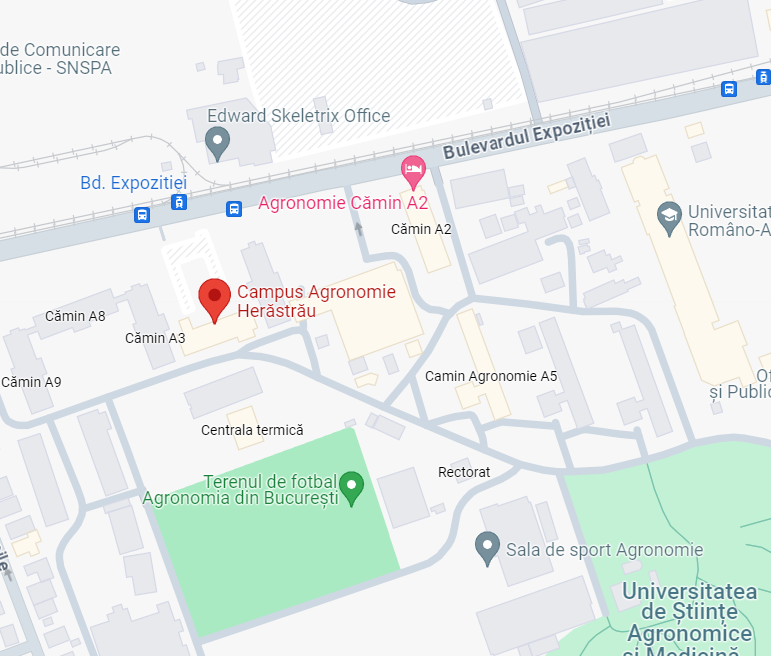 de Comunicare
ublice - SNSPA
Edward Skeletrix Office
Bulevardul Expoziției
Bd. Expozitiei
Agronomie Cămin A2
Cămin A2
Universitat
Româno-A
Campus Agronomie
Herăstrău
Cămin A8
Cămin A3
Cămin A9
Camin Agronomie A5
Of
și Public
Centrala termică
Rectorat
Terenul de fotbal
Agronomia din București
Sala de sport Agronomie
Universitatea
de Științe
Agronomice
și Medicină